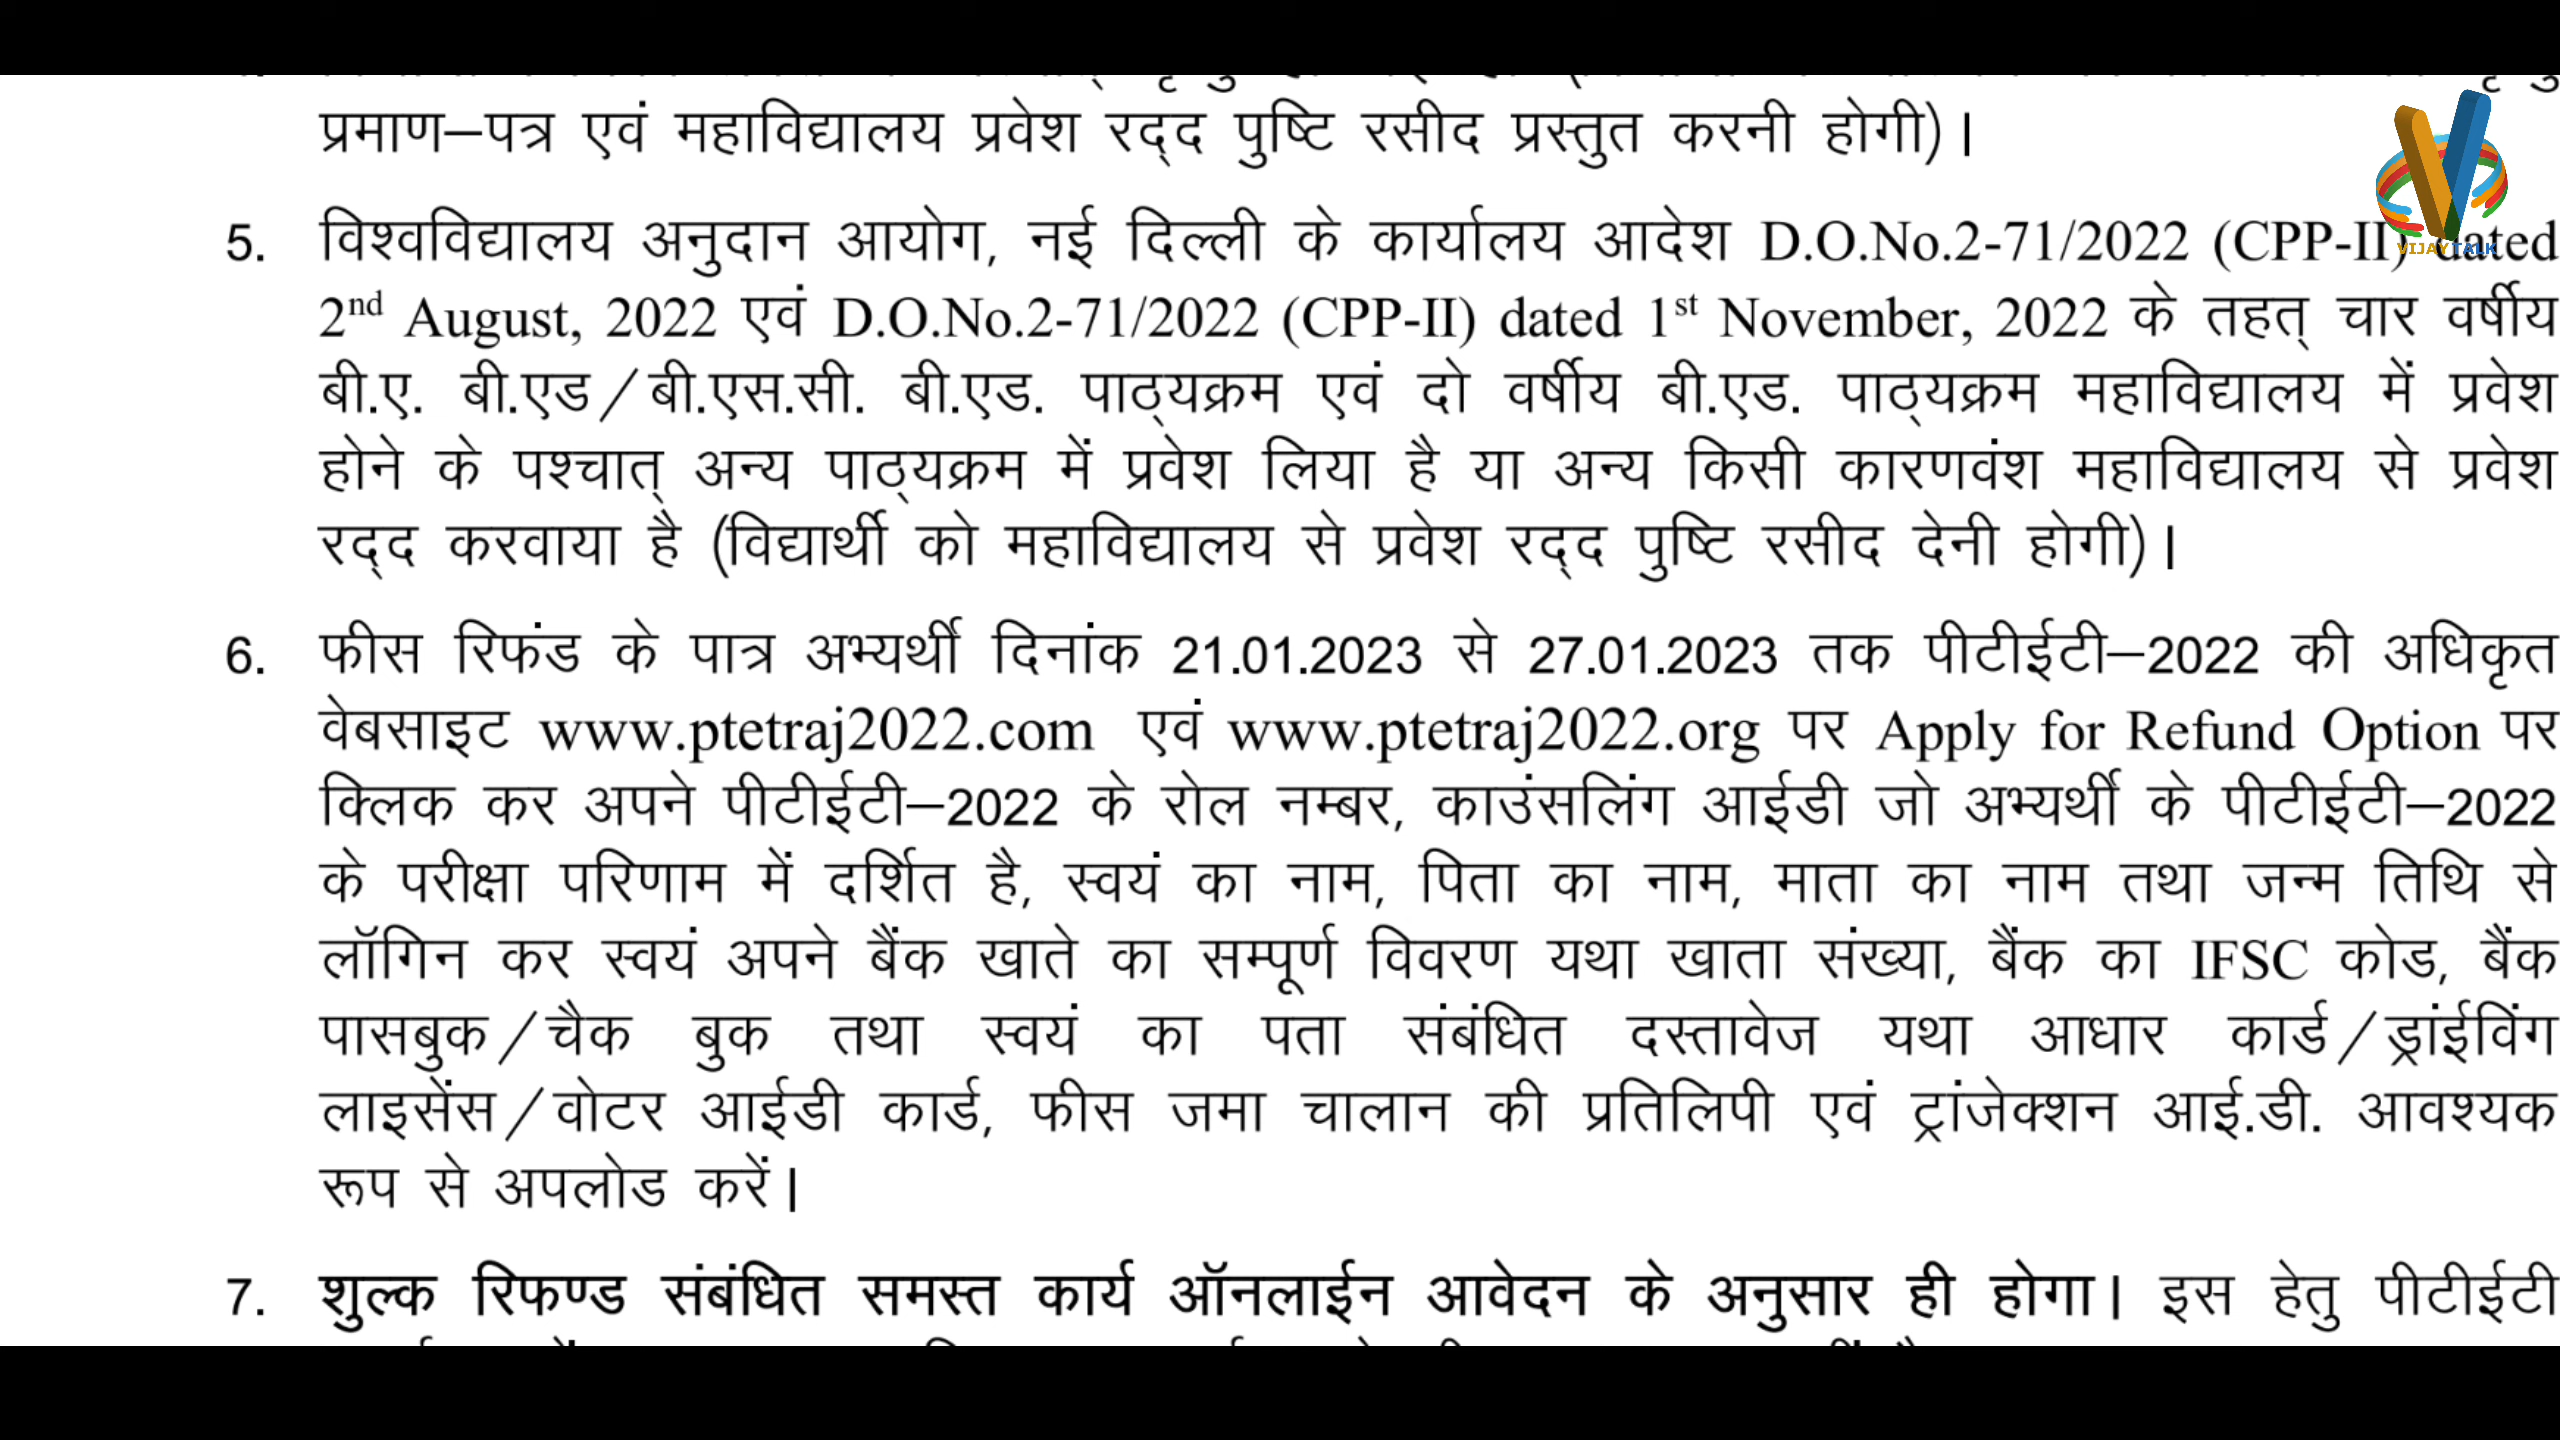 प्रमाण–पत्र एवं महाविद्यालय प्रवेश रद्द पुष्टि रसीद प्रस्तुत करनी होगी)।
5. विश्वविद्यालय अनुदान आयोग, नई दिल्ली के कार्यालय आदेश D.O.No.2-71/2022 (CPP-II) dated
2nd August, 2022 एवं D.O.No.2-71/2022 (CPP-II) dated 1st November, 2022 के तहत् चार वर्षीय
बी.ए. बी.एड/बी.एस.सी. बी.एड. पाठ्यक्रम एवं दो वर्षीय बी.एड. पाठ्यक्रम महाविद्यालय में प्रवेश
होने के पश्चात् अन्य पाठ्यक्रम में प्रवेश लिया है या अन्य किसी कारणवंश महाविद्यालय से प्रवेश
रद्द करवाया है (विद्यार्थी को महाविद्यालय से प्रवेश रद्द पुष्टि रसीद देनी होगी)।
6. फीस रिफंड के पात्र अभ्यर्थी दिनांक 21.01.2023 से 27.01.2023 तक पीटीईटी–2022 की अधिकृत
वेबसाइट www.ptetraj2022.com एवं www.ptetraj2022.org पर Apply for Refund Option पर
क्लिक कर अपने पीटीईटी–2022 के रोल नम्बर, काउंसलिंग आईडी जो अभ्यर्थी के पीटीईटी–2022
के परीक्षा परिणाम में दर्शित है, स्वयं का नाम, पिता का नाम, माता का नाम तथा जन्म तिथि से
लॉगिन कर स्वयं अपने बैंक खाते का सम्पूर्ण विवरण यथा खाता संख्या, बैंक का IFSC कोड, बैंक
पासबुक/चैक बुक तथा स्वयं का पता संबंधित दस्तावेज यथा आधार कार्ड/ड्रांईविंग
लाइसेंस/वोटर आईडी कार्ड, फीस जमा चालान की प्रतिलिपी एवं ट्रांजेक्शन आई.डी. आवश्यक
रूप से अपलोड करें।
7. शुल्क रिफण्ड संबंधित समस्त कार्य ऑनलाईन आवेदन के अनुसार ही होगा। इस हेतु पीटीईटी
VIJAYTALK